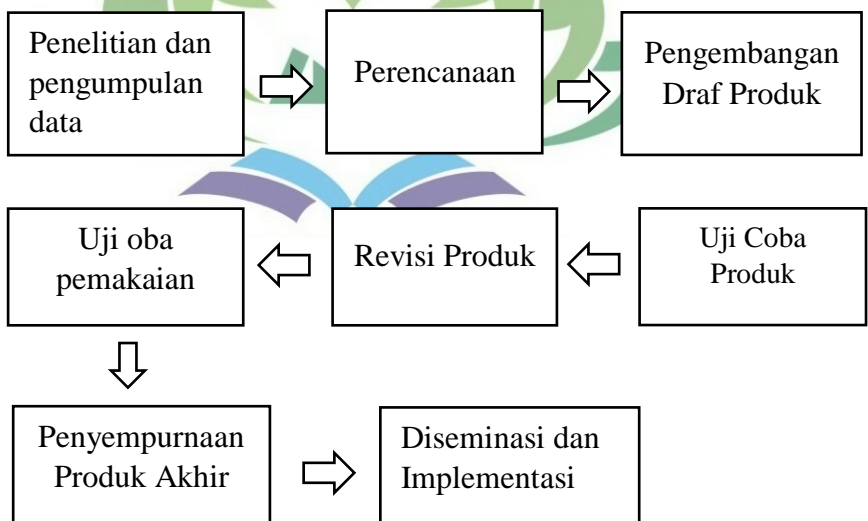 Penelitian dan
pengumpulan
data
Perencanaan
Pengembangan
Draf Produk
Uji Coba
Produk
Revisi Produk
Uji oba
pemakaian
Penyempurnaan
Produk Akhir
Diseminasi dan
Implementasi